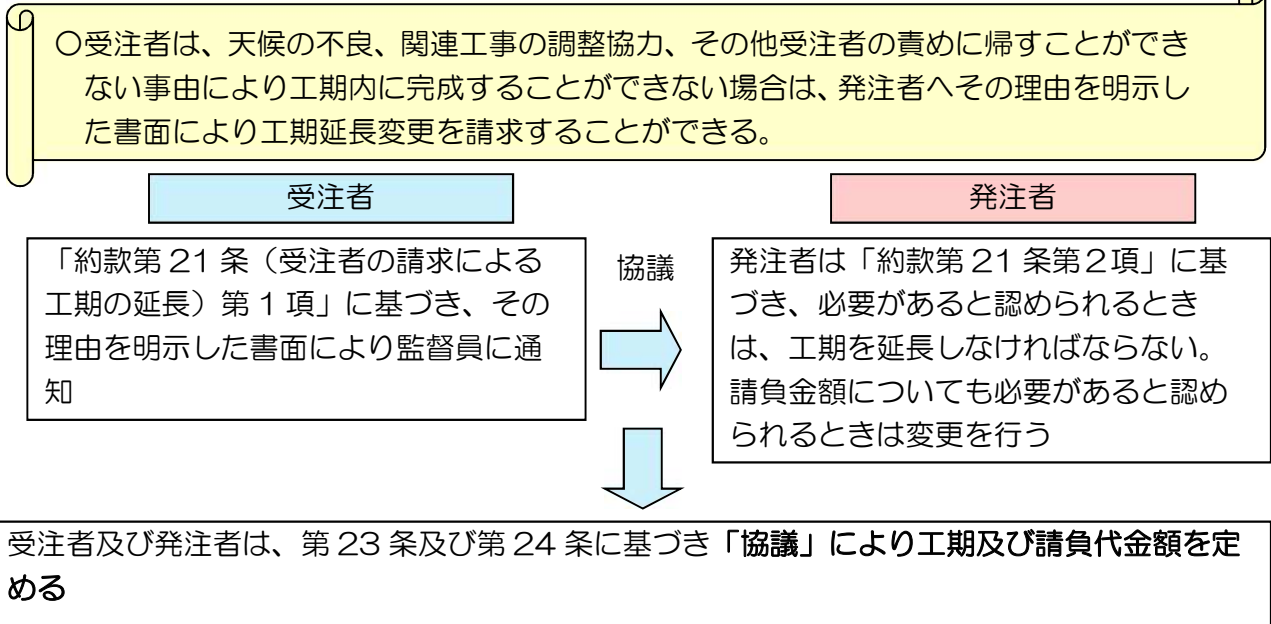 〇受注者は、天候の不良、関連工事の調整協力、その他受注者の責めに帰すことができ
ない事由により工期内に完成することができない場合は、発注者へその理由を明示し
た書面により工期延長変更を請求することができる。
受注者
発注者
「約款第 21 条（受注者の請求による
工期の延長）第 1 項」に基づき、その
理由を明示した書面により監督員に通
知
協議
発注者は「約款第 21 条第２項」に基
づき、必要があると認められるとき
は、工期を延長しなければならない。
請負金額についても必要があると認め
られるときは変更を行う
受注者及び発注者は、第 23 条及び第 24 条に基づき「協議」により工期及び請負代金額を定
める